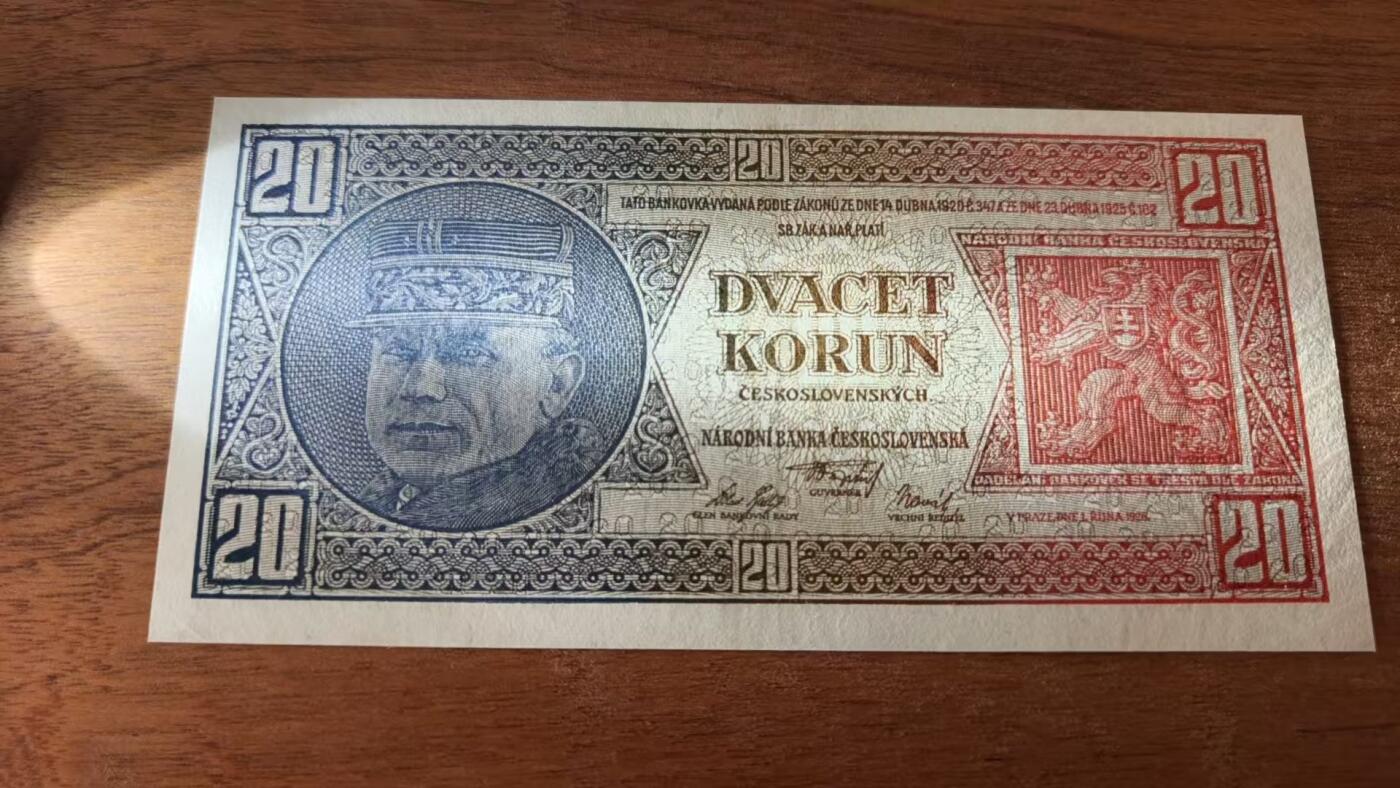 20 20 20
TATO BANKOVKA VYDANÁ PODLE ZÁKONŮ ZE DNE 14. DUBNA 1920 Č. 347 A ZE DNE 23. DUBNA 1925 Č. 102
SB. ZÁK. A NAŘ. PLATÍ
NÁRODNÍ BANKA ČESKOSLOVENSKÁ
DVACET
KORUN
ČESKOSLOVENSKÝCH
NÁRODNÍ BANKA ČESKOSLOVENSKÁ
GUVERNER
PADĚLÁNÍ BANKOVEK SE TRESTÁ DLE ZÁKONA
ČLEN BANKOVNÍ RADY
VRCHNÍ ŘEDITEL
V PRAZE, DNE 1. ŘÍJNA 1926.
20 20 20